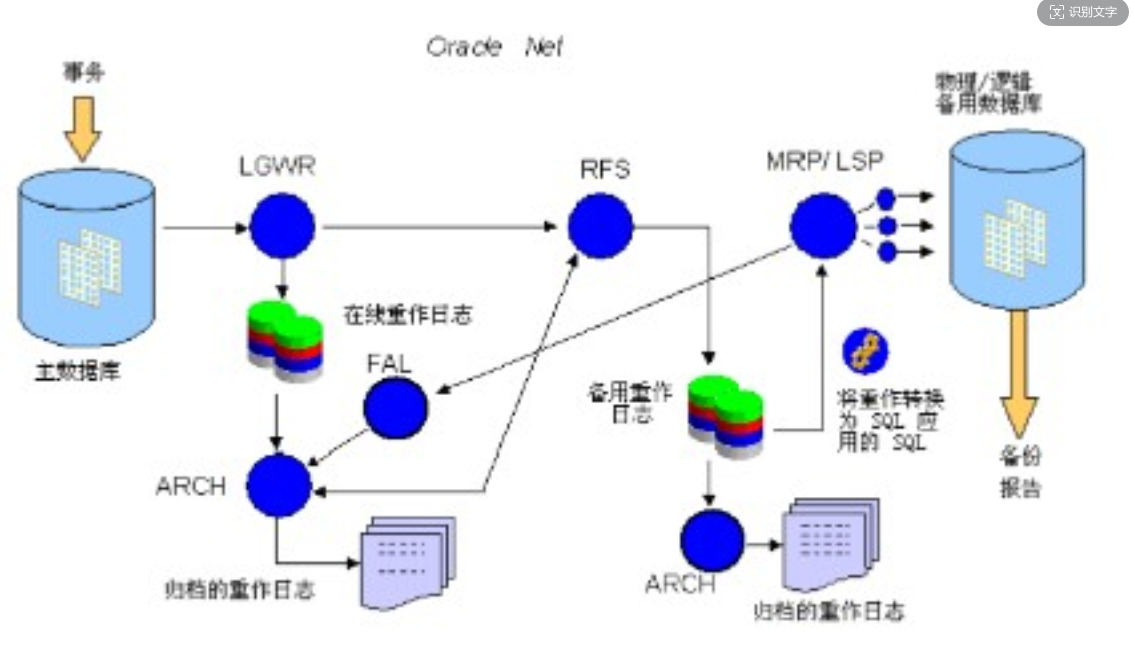 识别文字
Oracle Net
事务
物理/逻辑
备用数据库
LGWR
RFS
MRP/ LSP
在线重作日志
主数据库
FAL
备用重作
日志
将重作转换
为 SQL 应
用的 SQL
备份
报告
ARCH
归档的重作日志
ARCH
归档的重作日志